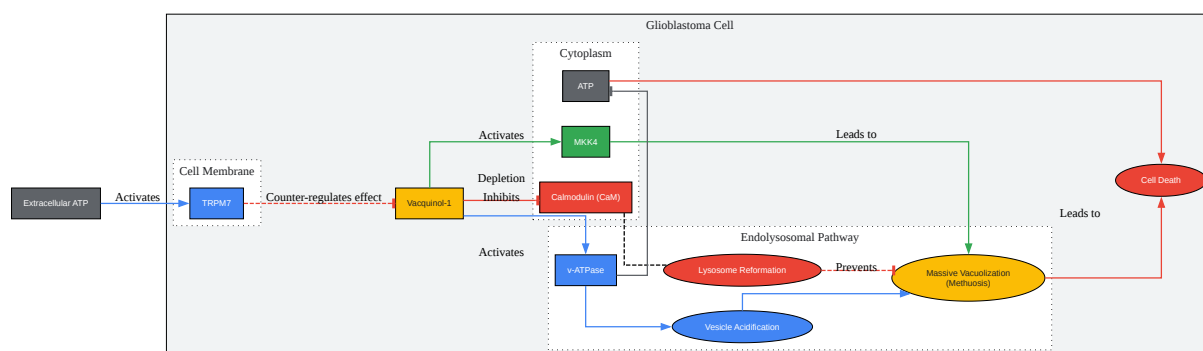 Glioblastoma Cell
Cytoplasm
ATP
Activates
MKK4
Leads to
Cell Membrane
Depletion
Cell Death
Extracellular ATP
Activates
TRPM7
Counter-regulates effect
Vacquinol-1
Inhibits
Calmodulin (CaM)
Leads to
Endolysosomal Pathway
Activates
v-ATPase
Lysosome Reformation
Prevents
Massive Vacuolization
(Methuosis)
Vesicle Acidification